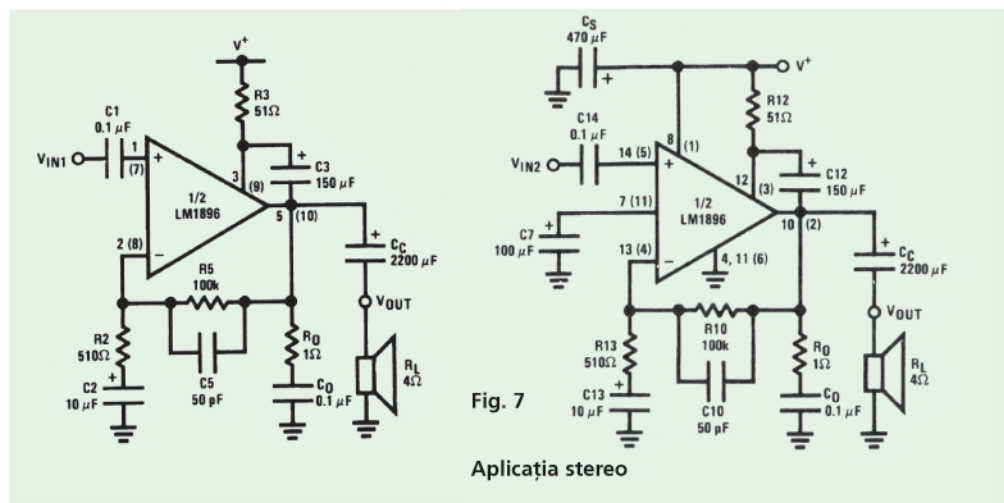 V+
R3
51Ω
C1
0.1 μF
VIN1
1
(7)
+
3
(9)
+
C3
150 μF
1/2
LM1896
5
(10)
2 (8)
−
R5
100k
+
CC
2200 μF
VOUT
R2
510Ω
C5
50 pF
RO
1Ω
RL
4Ω
+
C2
10 μF
CO
0.1 μF
CS
470 μF
+
V+
R12
51Ω
C14
0.1 μF
8
(1)
VIN2
14 (5)
+
12
(3)
+
C12
150 μF
7 (11)
1/2
LM1896
10
(2)
+
C7
100 μF
13 (4)
−
4, 11 (6)
+
CC
2200 μF
VOUT
R10
100k
R13
510Ω
RO
1Ω
RL
4Ω
+
C13
10 μF
C10
50 pF
CO
0.1 μF
Fig. 7
Aplicația stereo